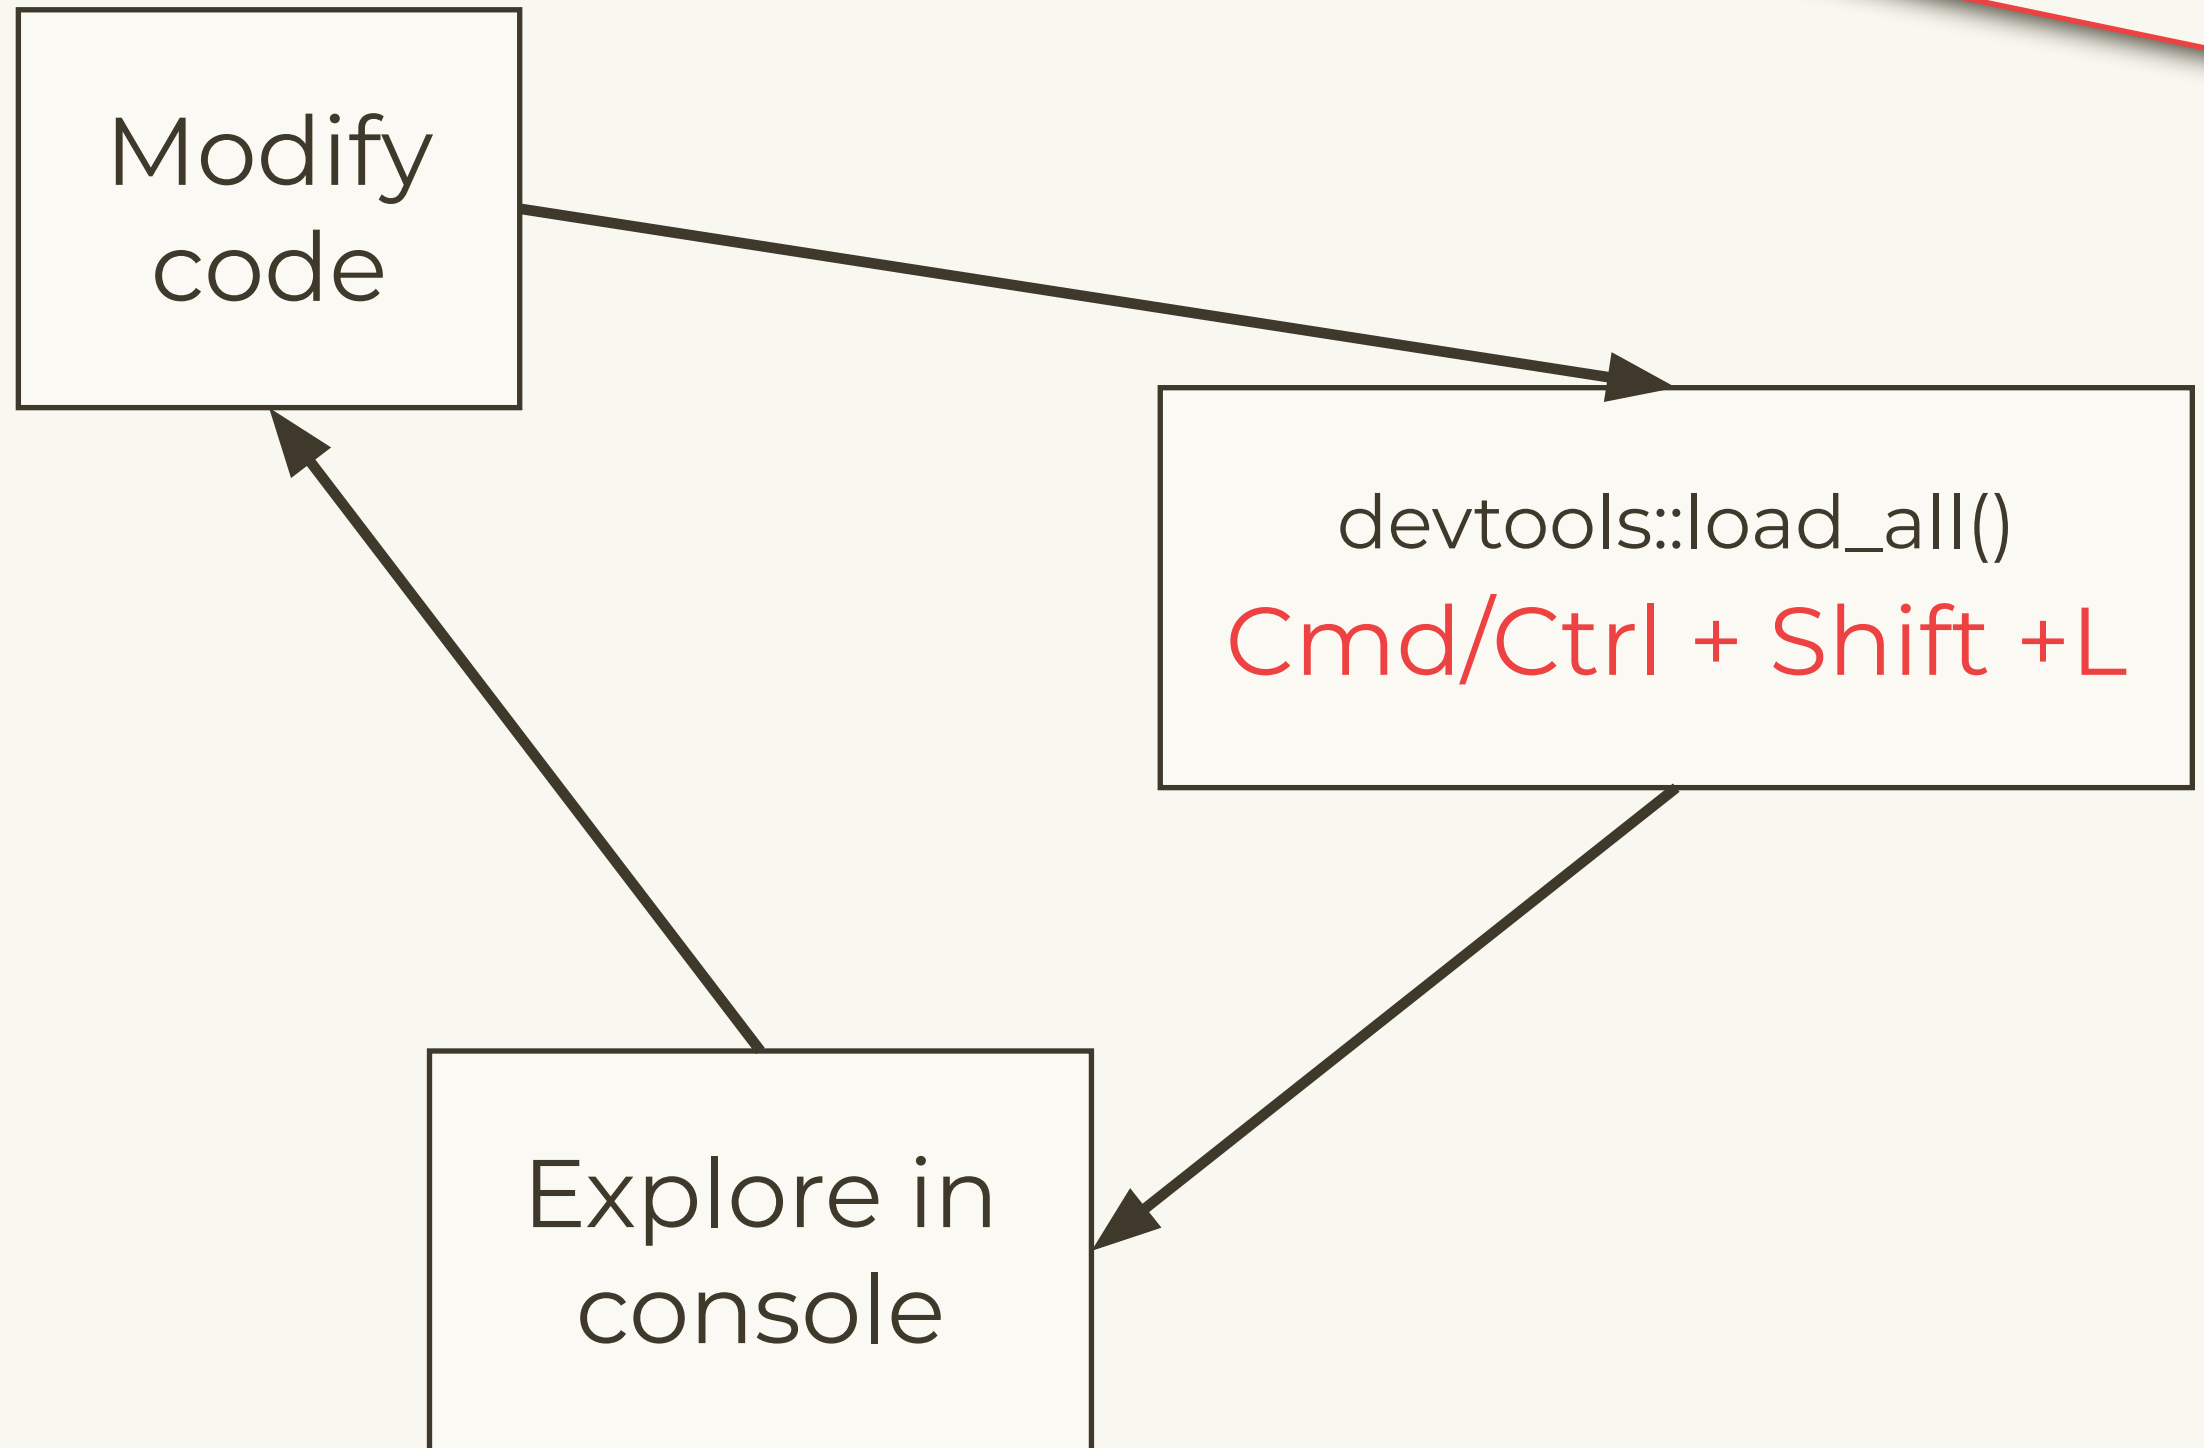 Modify
code
devtools::load_all()
Cmd/Ctrl + Shift +L
Explore in
console